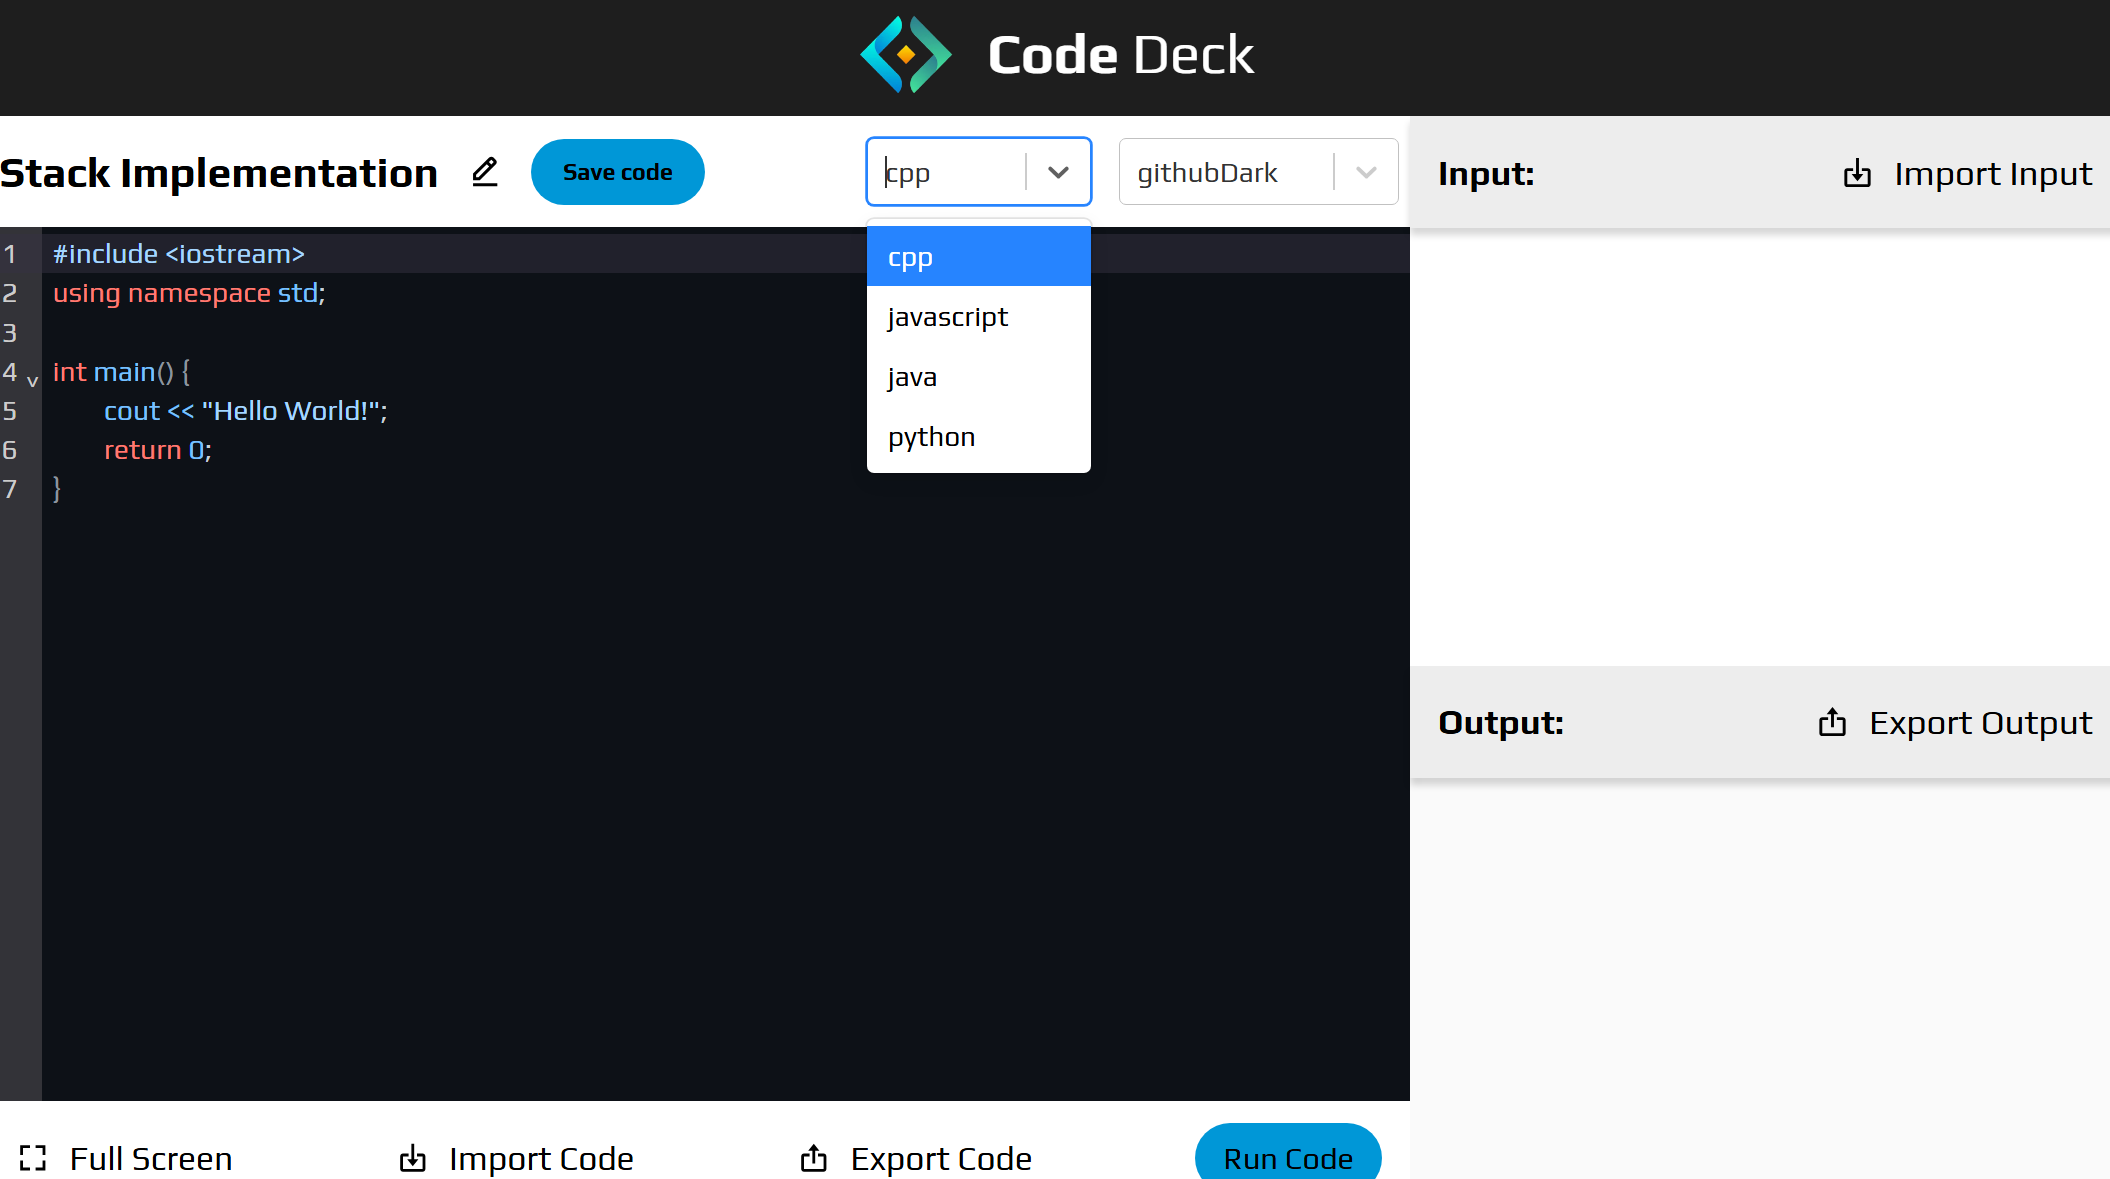 Code Deck
Stack Implementation
Save code
cpp
githubDark
cpp
javascript
java
python
1 #include <iostream>
2 using namespace std;
3
4 int main() {
5 cout << "Hello World!";
6 return 0;
7 }
Input:
Import Input
Output:
Export Output
Full Screen
Import Code
Export Code
Run Code